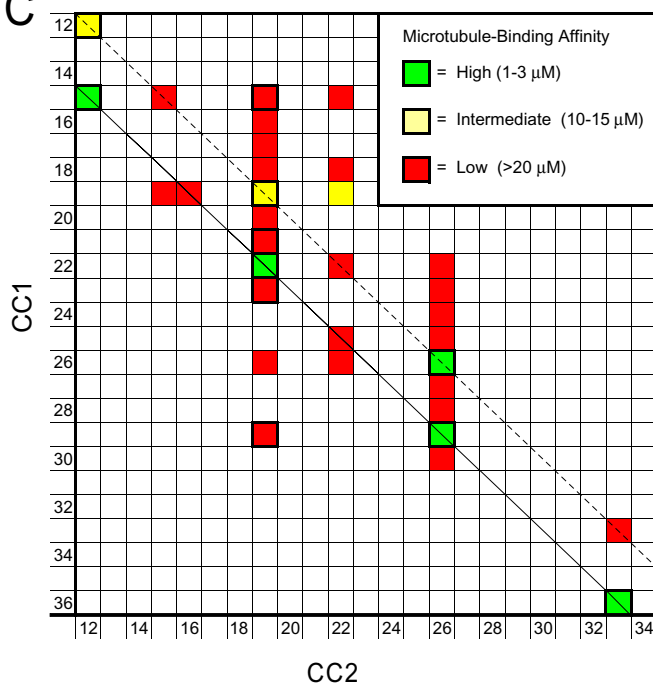 C
Microtubule-Binding Affinity
= High (1-3 μM)
= Intermediate (10-15 μM)
= Low (>20 μM)
CC1
12
14
16
18
20
22
24
26
28
30
32
34
36
12 14 16 18 20 22 24 26 28 30 32 34
CC2